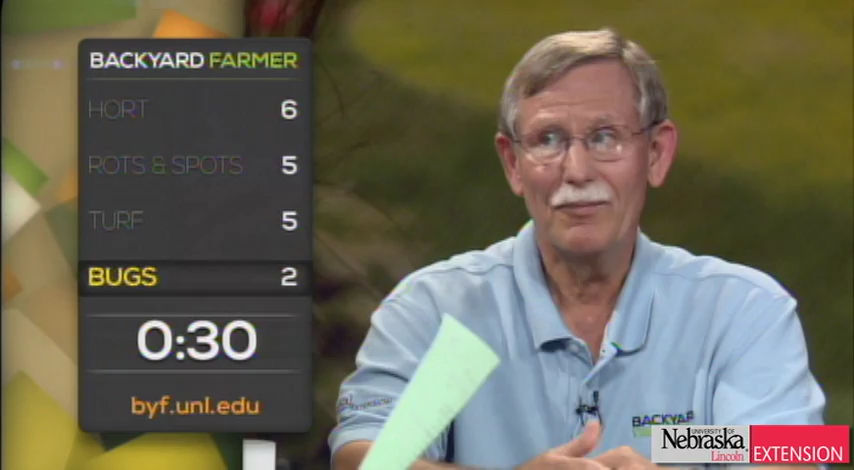 BACKYARD FARMER
HORT 6
ROTS & SPOTS 5
TURF 5
BUGS 2
0:30
byf.unl.edu
BACKYARD
UNIVERSITY OF
Nebraska
Lincoln
EXTENSION